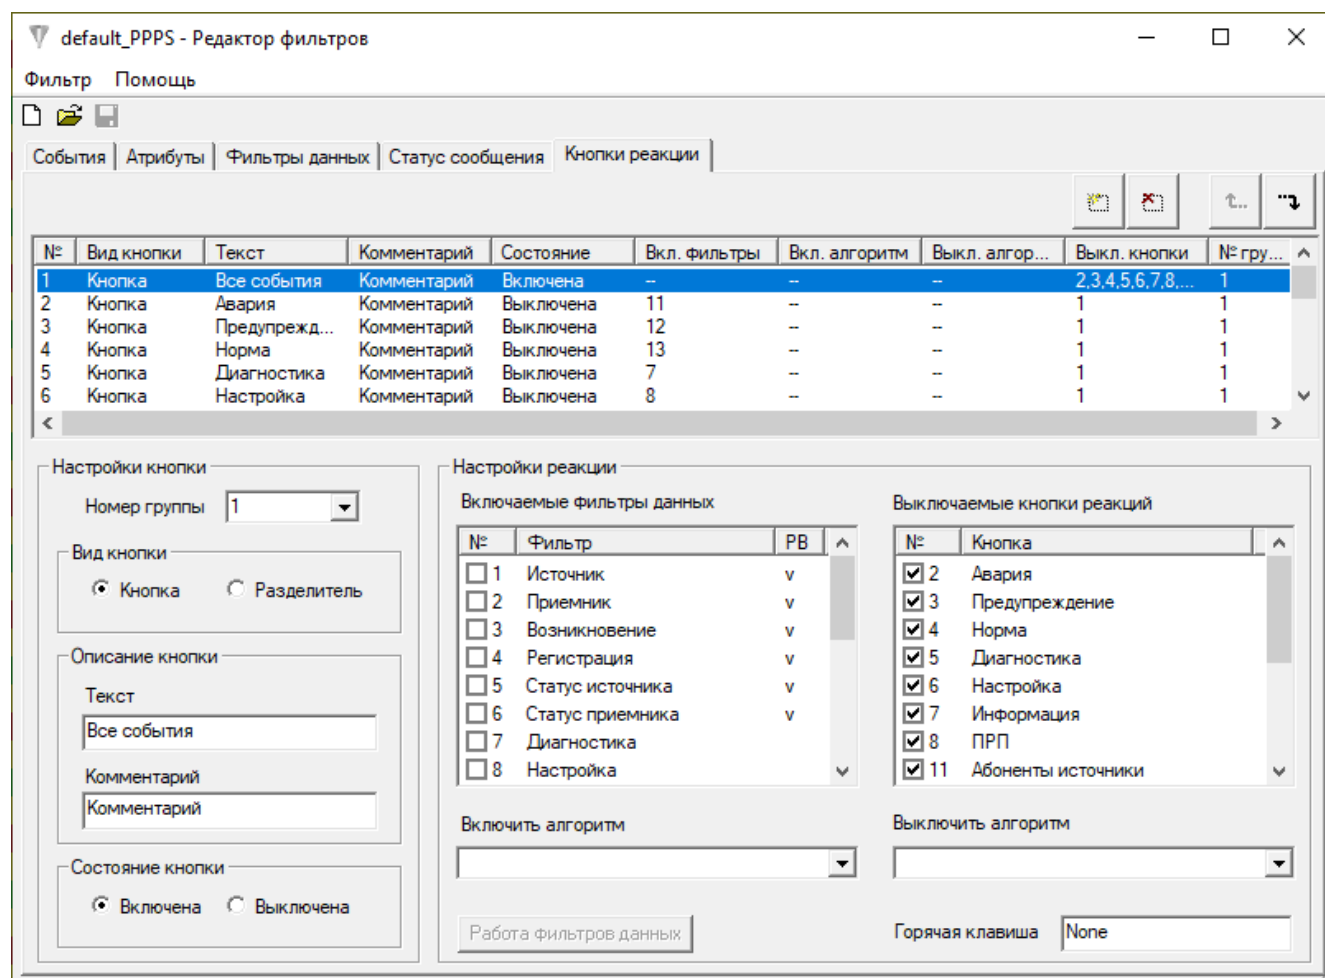 default_PPPS - Редактор фильтров
Фильтр Помощь
События Атрибуты Фильтры данных Статус сообщения Кнопки реакции
№ Вид кнопки Текст Комментарий Состояние Вкл. фильтры Вкл. алгоритм Выкл. алгор... Выкл. кнопки № гру...
1 Кнопка Все события Комментарий Включена -- -- -- 2,3,4,5,6,7,8,... 1
2 Кнопка Авария Комментарий Выключена 11 -- -- 1 1
3 Кнопка Предупрежд... Комментарий Выключена 12 -- -- 1 1
4 Кнопка Норма Комментарий Выключена 13 -- -- 1 1
5 Кнопка Диагностика Комментарий Выключена 7 -- -- 1 1
6 Кнопка Настройка Комментарий Выключена 8 -- -- 1 1
Настройки кнопки
Номер группы 1
Вид кнопки
Кнопка Разделитель
Описание кнопки
Текст
Все события
Комментарий
Комментарий
Состояние кнопки
Включена Выключена
Настройки реакции
Включаемые фильтры данных
№ Фильтр РВ
1 Источник v
2 Приемник v
3 Возникновение v
4 Регистрация v
5 Статус источника v
6 Статус приемника v
7 Диагностика
8 Настройка
Включить алгоритм
Работа фильтров данных
Выключаемые кнопки реакций
№ Кнопка
2 Авария
3 Предупреждение
4 Норма
5 Диагностика
6 Настройка
7 Информация
8 ПРП
11 Абоненты источники
Выключить алгоритм
Горячая клавиша None